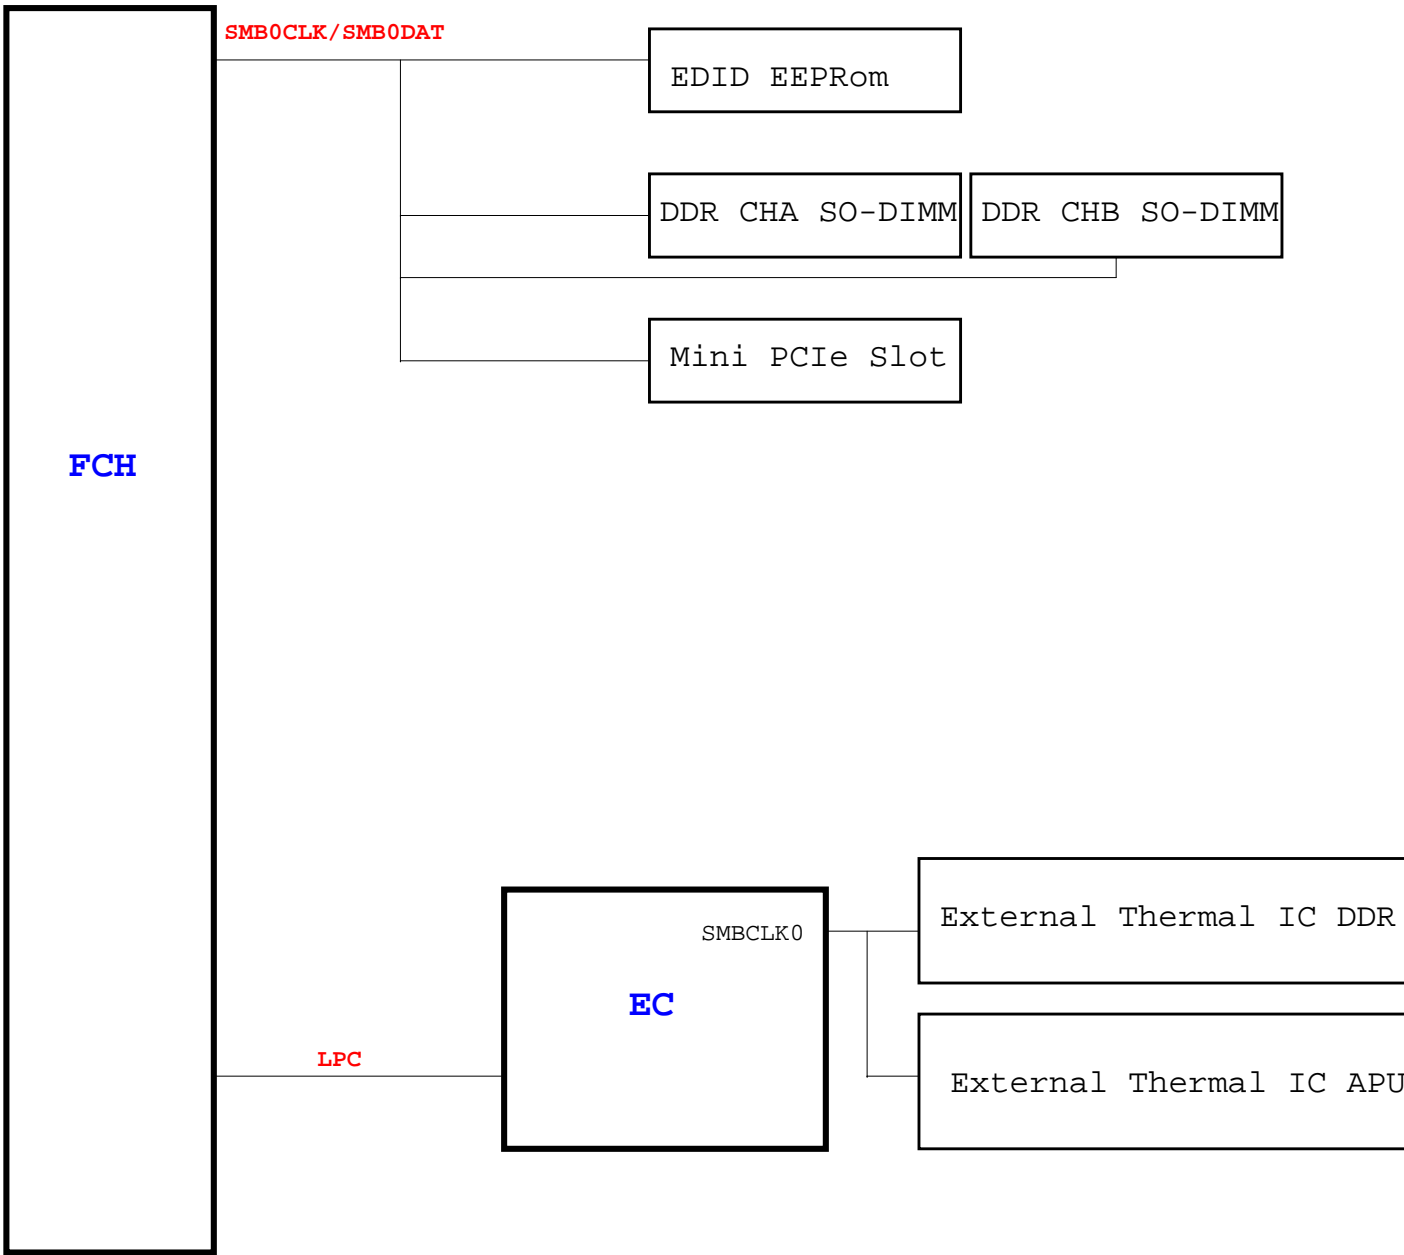 SMB0CLK/SMB0DAT
EDID EEPRom
DDR CHA SO-DIMM
DDR CHB SO-DIMM
Mini PCIe Slot
FCH
External Thermal IC DDR
SMBCLK0
EC
LPC
External Thermal IC APU